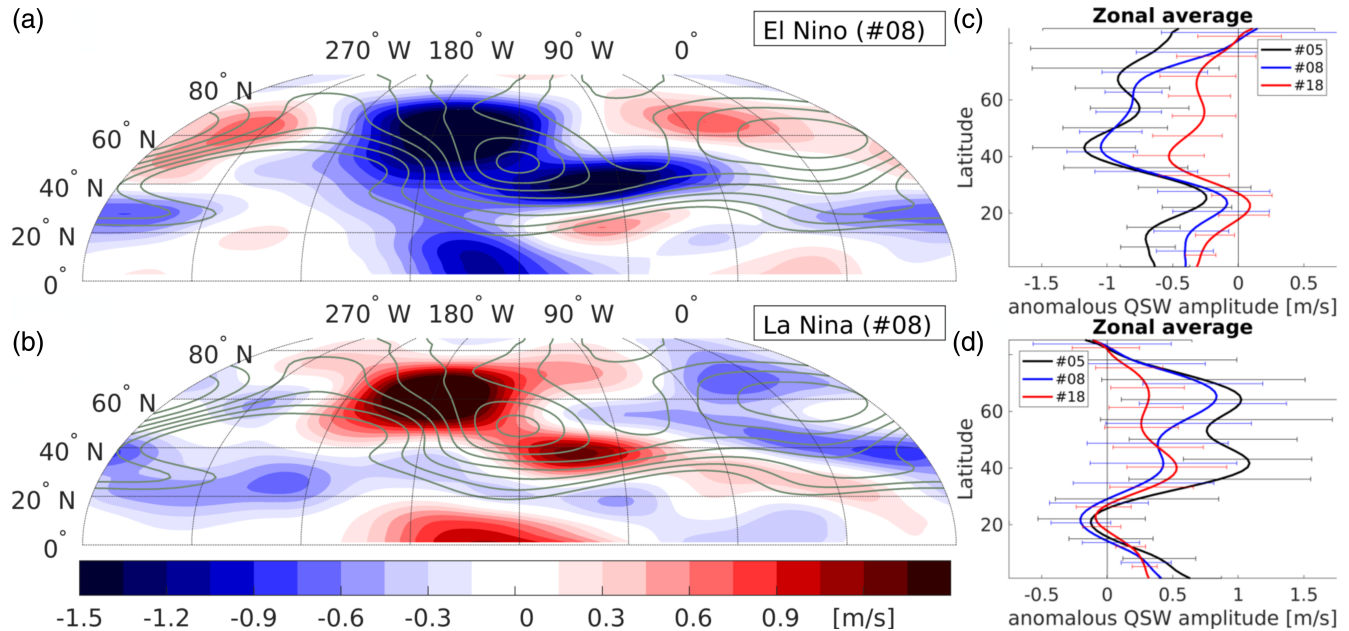 (a)
El Nino (#08)
270° W 180° W 90° W 0°
80° N
60° N
40° N
20° N
0°
(b)
La Nina (#08)
270° W 180° W 90° W 0°
80° N
60° N
40° N
20° N
0°
-1.5 -1.2 -0.9 -0.6 -0.3 0 0.3 0.6 0.9 [m/s]
(c)
Zonal average
#05
#08
#18
Latitude
60
40
20
-1.5 -1 -0.5 0 0.5
anomalous QSW amplitude [m/s]
(d)
Zonal average
#05
#08
#18
Latitude
60
40
20
-0.5 0 0.5 1 1.5
anomalous QSW amplitude [m/s]